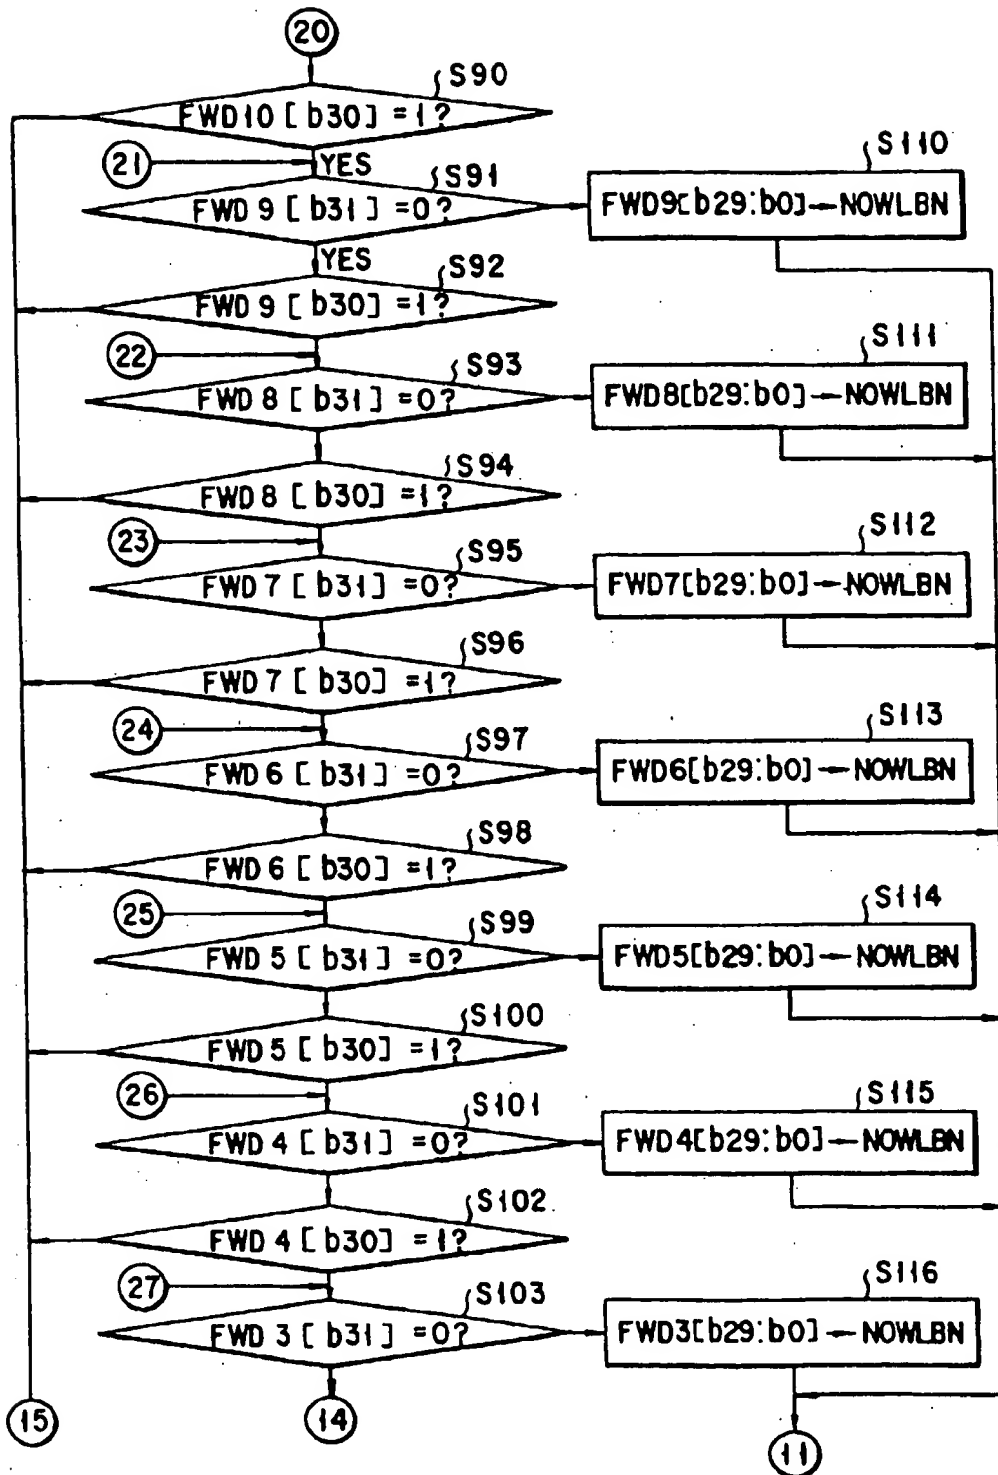 20
S90
FWD10 [b30] =1?
21
YES
S91
FWD 9 [b31] =0?
S110
FWD9[b29:b0]←NOWLBN
YES
S92
FWD 9 [b30] =1?
22
S93
FWD 8 [b31] =0?
S111
FWD8[b29:b0]←NOWLBN
S94
FWD 8 [b30] =1?
23
S95
FWD 7 [b31] =0?
S112
FWD7[b29:b0]←NOWLBN
S96
FWD 7 [b30] =1?
24
S97
FWD 6 [b31] =0?
S113
FWD6[b29:b0]←NOWLBN
S98
FWD 6 [b30] =1?
25
S99
FWD 5 [b31] =0?
S114
FWD5[b29:b0]←NOWLBN
S100
FWD 5 [b30] =1?
26
S101
FWD 4 [b31] =0?
S115
FWD4[b29:b0]←NOWLBN
S102
FWD 4 [b30] =1?
27
S103
FWD 3 [b31] =0?
S116
FWD3[b29:b0]←NOWLBN
15
14
11